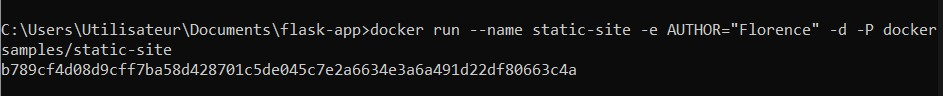 C:\Users\Utilisateur\Documents\flask-app>docker run --name static-site -e AUTHOR="Florence" -d -P docker
samples/static-site
b789cf4d08d9cff7ba58d428701c5de045c7e2a6634e3a6a491d22df80663c4a